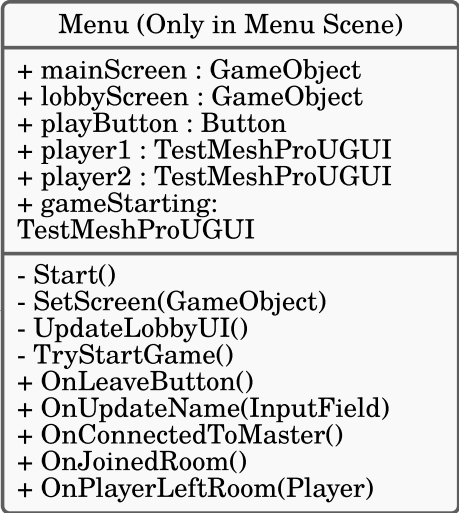 Menu (Only in Menu Scene)
+ mainScreen : GameObject
+ lobbyScreen : GameObject
+ playButton : Button
+ player1 : TestMeshProUGUI
+ player2 : TestMeshProUGUI
+ gameStarting:
TestMeshProUGUI
- Start()
- SetScreen(GameObject)
- UpdateLobbyUI()
- TryStartGame()
+ OnLeaveButton()
+ OnUpdateName(InputField)
+ OnConnectedToMaster()
+ OnJoinedRoom()
+ OnPlayerLeftRoom(Player)